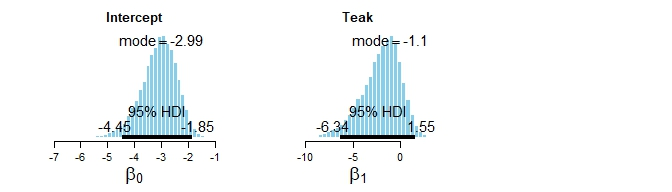 Intercept
mode = -2.99
95% HDI
-4.45 -1.85
-7 -6 -5 -4 -3 -2 -1
β0
Teak
mode = -1.1
95% HDI
-6.34 1.55
-10 -5 0
β1